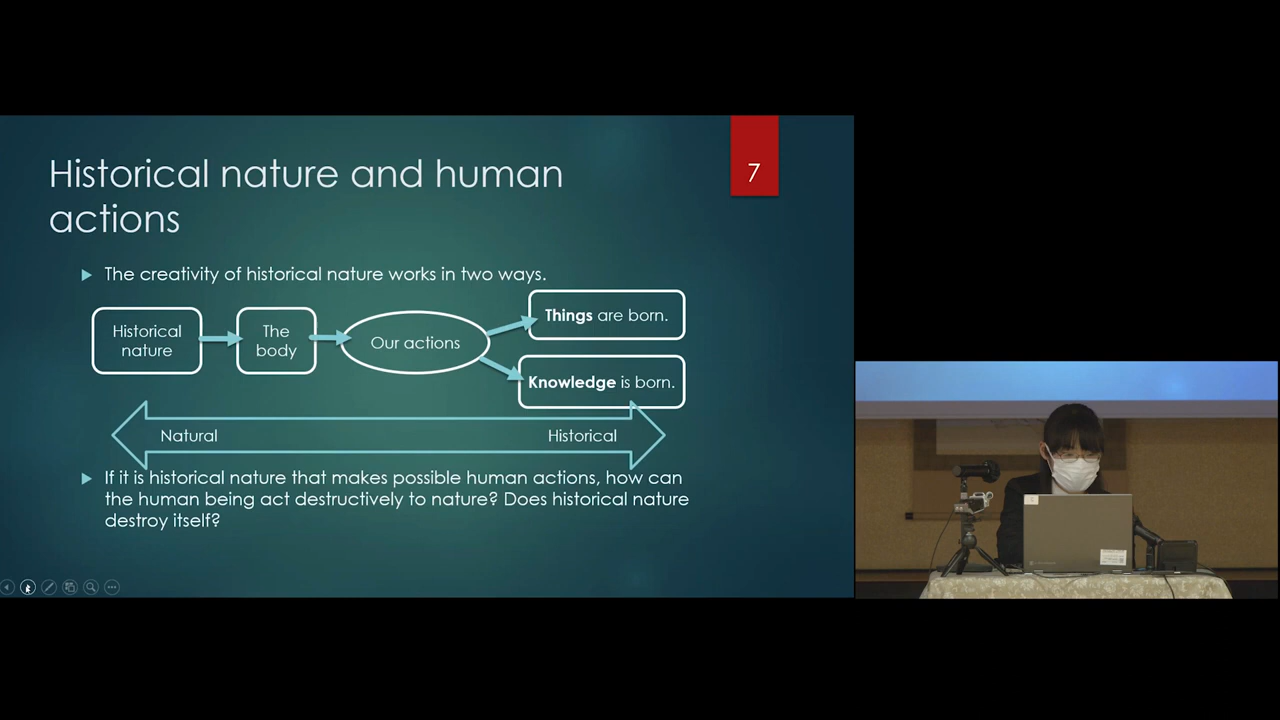 Historical nature and human
actions
7
The creativity of historical nature works in two ways.
Historical
nature
The
body
Our actions
Things are born.
Knowledge is born.
Natural
Historical
If it is historical nature that makes possible human actions, how can
the human being act destructively to nature? Does historical nature
destroy itself?